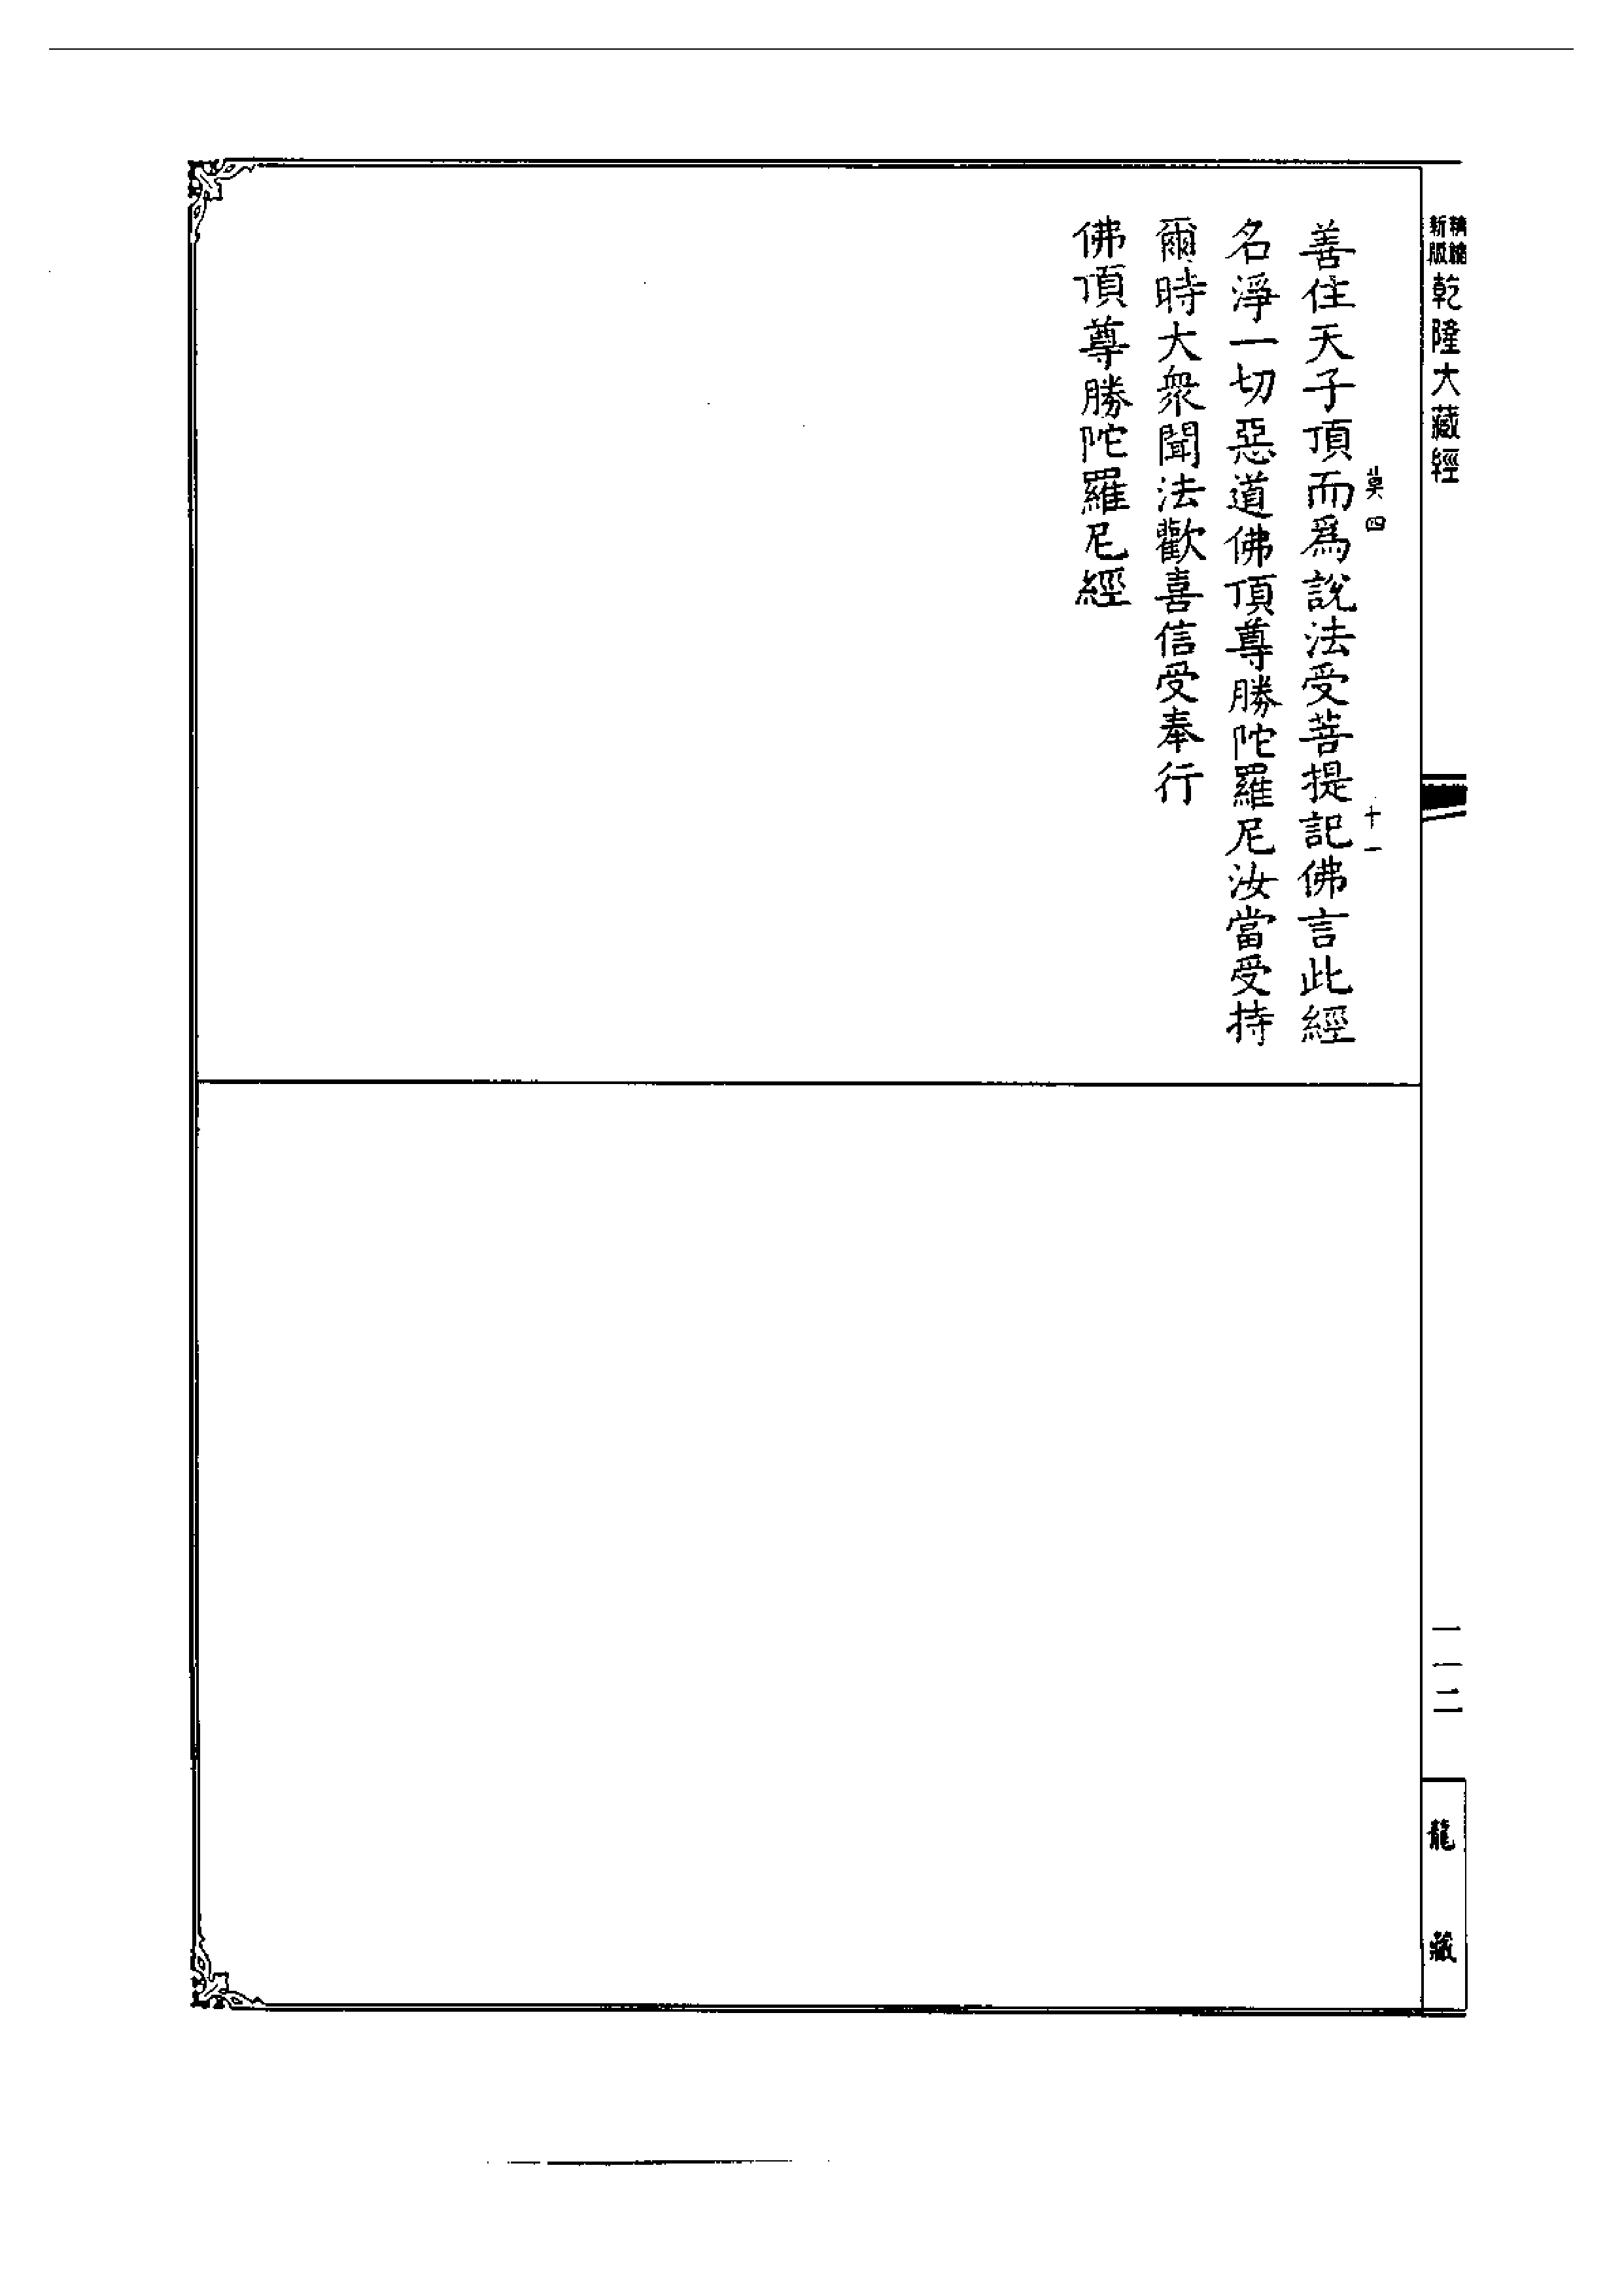 新版精縮乾隆大藏經
一一二
龍藏
莫四
十一
善住天子頂而爲說法受菩提記佛言此經
名淨一切惡道佛頂尊勝陀羅尼汝當受持
爾時大衆聞法歡喜信受奉行
佛頂尊勝陀羅尼經